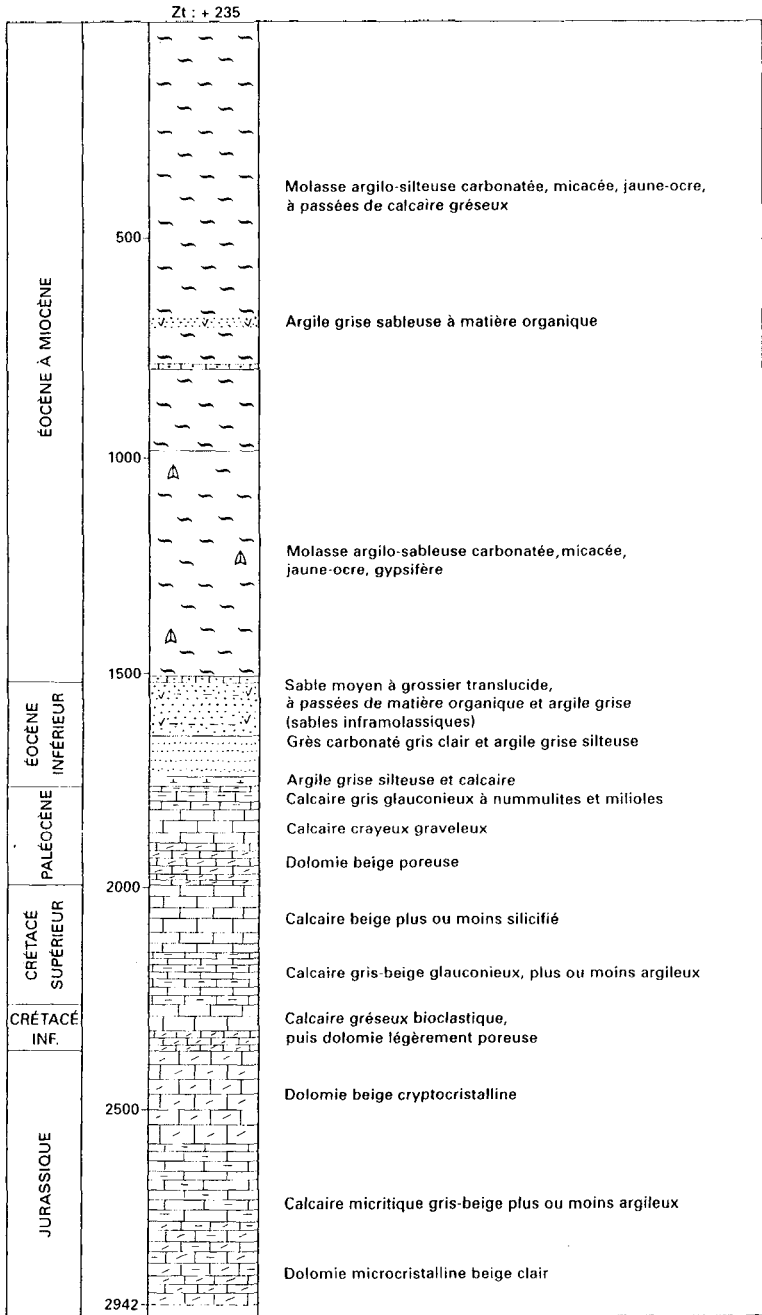 Zt : + 235
ÉOCÈNE À MIOCÈNE
500
Molasse argilo-silteuse carbonatée, micacée, jaune-ocre,
à passées de calcaire gréseux
Argile grise sableuse à matière organique
1000
Molasse argilo-sableuse carbonatée, micacée,
jaune-ocre, gypsifère
1500
ÉOCÈNE
INFÉRIEUR
Sable moyen à grossier translucide,
à passées de matière organique et argile grise
(sables inframolassiques)
Grès carbonaté gris clair et argile grise silteuse
Argile grise silteuse et calcaire
PALÉOCÈNE
Calcaire gris glauconieux à nummulites et milioles
Calcaire crayeux graveleux
Dolomie beige poreuse
2000
CRÉTACÉ
SUPÉRIEUR
Calcaire beige plus ou moins silicifié
Calcaire gris-beige glauconieux, plus ou moins argileux
CRÉTACÉ
INF.
Calcaire gréseux bioclastique,
puis dolomie légèrement poreuse
JURASSIQUE
Dolomie beige cryptocristalline
2500
Calcaire micritique gris-beige plus ou moins argileux
Dolomie microcristalline beige clair
2942